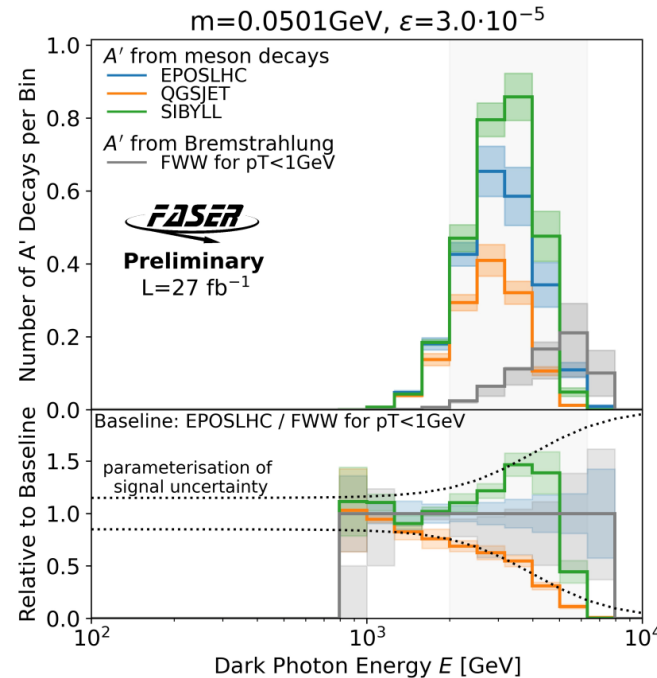 m=0.0501GeV, ε=3.0·10⁻⁵
Number of A' Decays per Bin
1.0
0.8
0.6
0.4
0.2
0.0
A′ from meson decays
EPOSLHC
QGSJET
SIBYLL
A′ from Bremstrahlung
FWW for pT<1GeV
FASER
Preliminary
L=27 fb⁻¹
Relative to Baseline
1.5
1.0
0.5
0.0
Baseline: EPOSLHC / FWW for pT<1GeV
parameterisation of
signal uncertainty
10² 10³ 10⁴
Dark Photon Energy E [GeV]